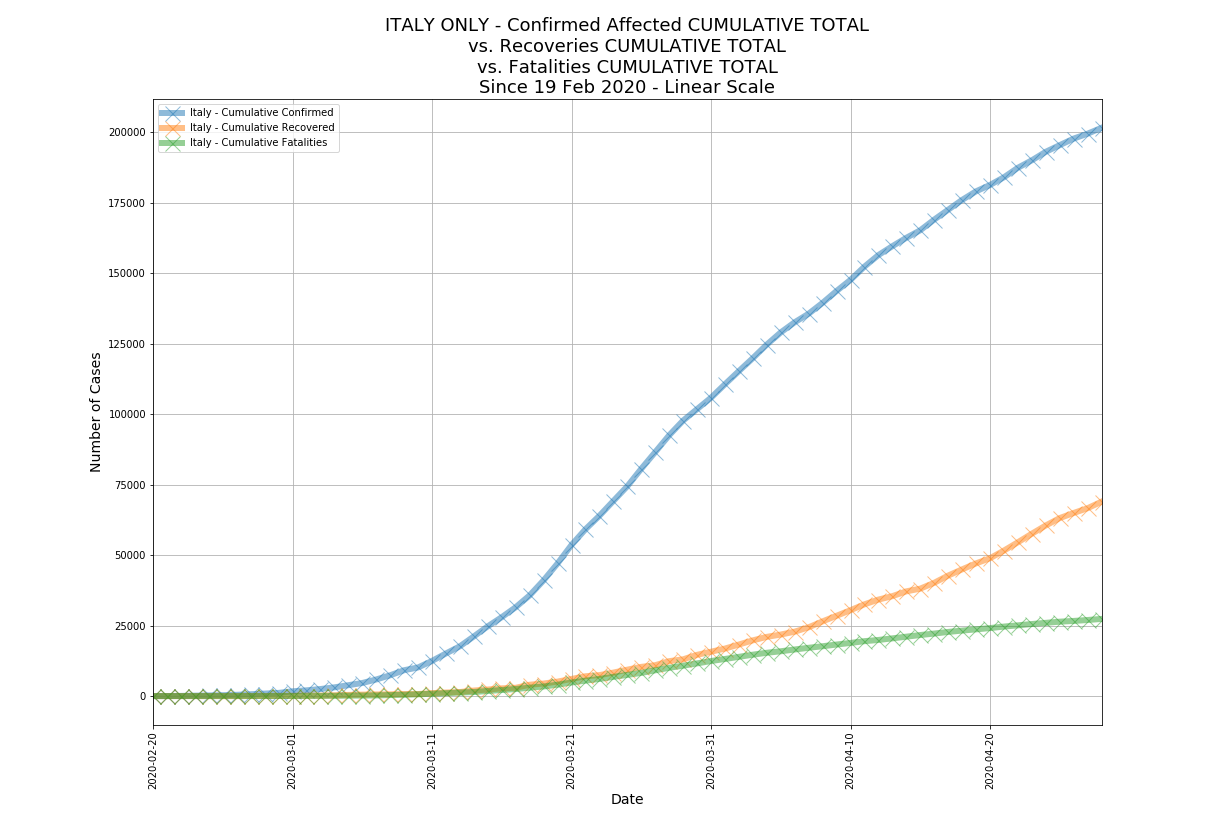 ITALY ONLY - Confirmed Affected CUMULATIVE TOTAL
vs. Recoveries CUMULATIVE TOTAL
vs. Fatalities CUMULATIVE TOTAL
Since 19 Feb 2020 - Linear Scale
Italy - Cumulative Confirmed
Italy - Cumulative Recovered
Italy - Cumulative Fatalities
200000
175000
150000
125000
100000
75000
50000
25000
0
Number of Cases
2020-02-20
2020-03-01
2020-03-11
2020-03-21
2020-03-31
2020-04-10
2020-04-20
Date